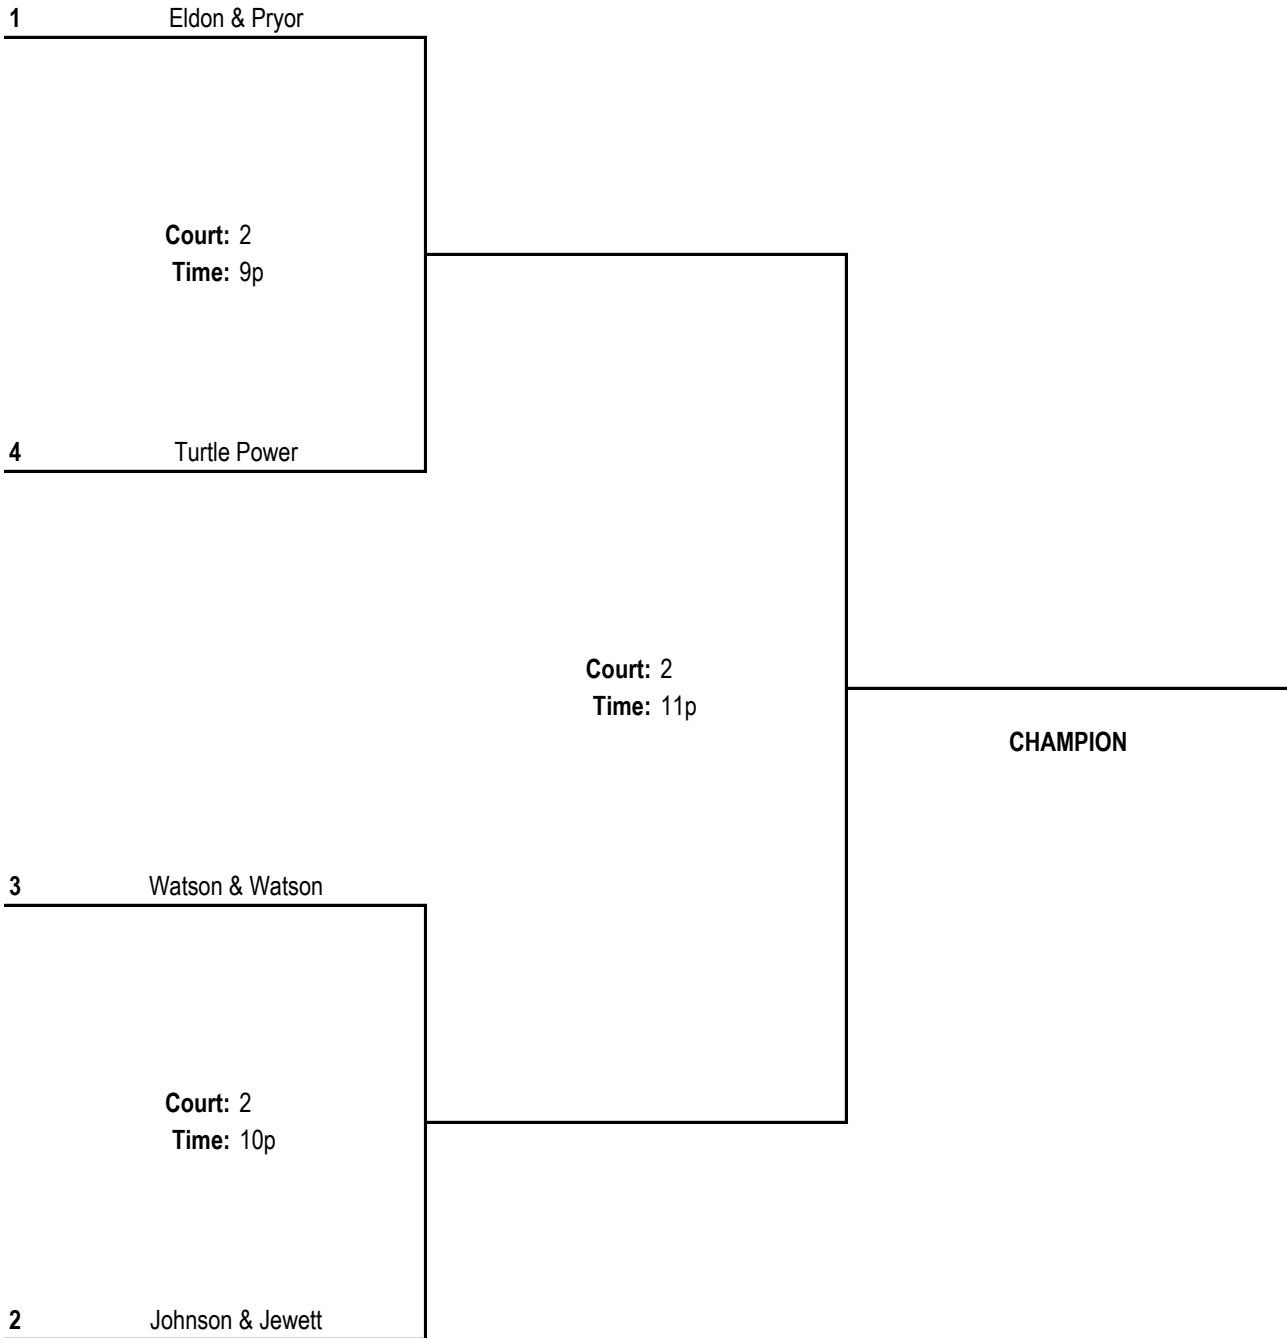 1 Eldon & Pryor
Court: 2
Time: 9p
4 Turtle Power
Court: 2
Time: 11p
CHAMPION
3 Watson & Watson
Court: 2
Time: 10p
2 Johnson & Jewett